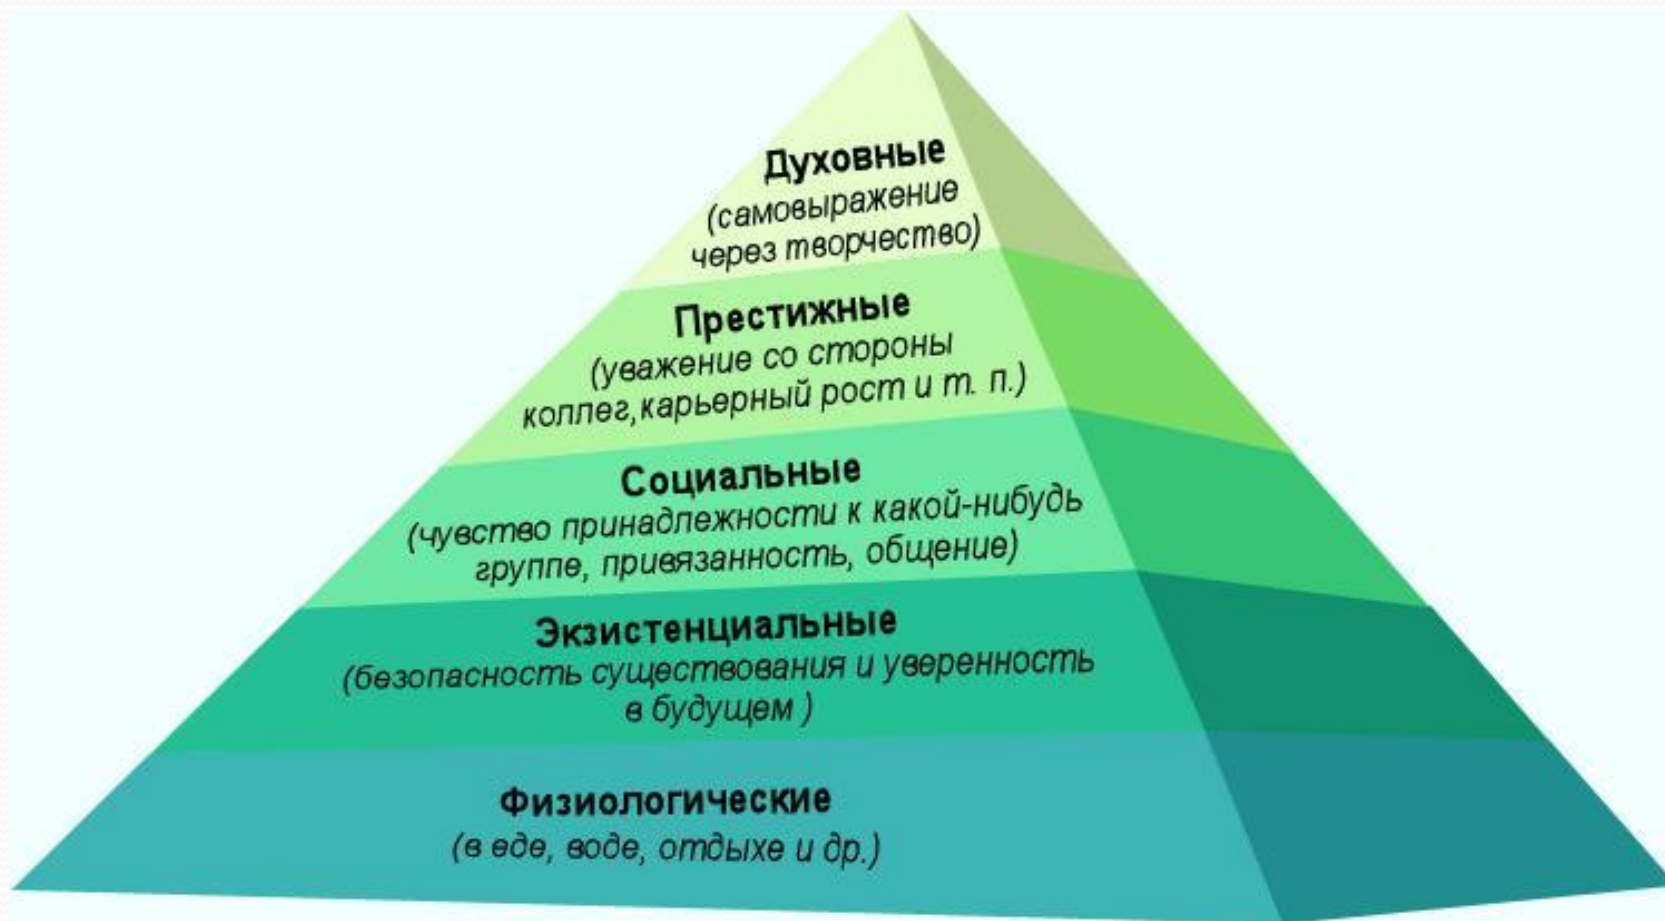 Духовные
(самовыражение
через творчество)
Престижные
(уважение со стороны
коллег,карьерный рост и т. п.)
Социальные
(чувство принадлежности к какой-нибудь
группе, привязанность, общение)
Экзистенциальные
(безопасность существования и уверенность
в будущем )
Физиологические
(в еде, воде, отдыхе и др.)